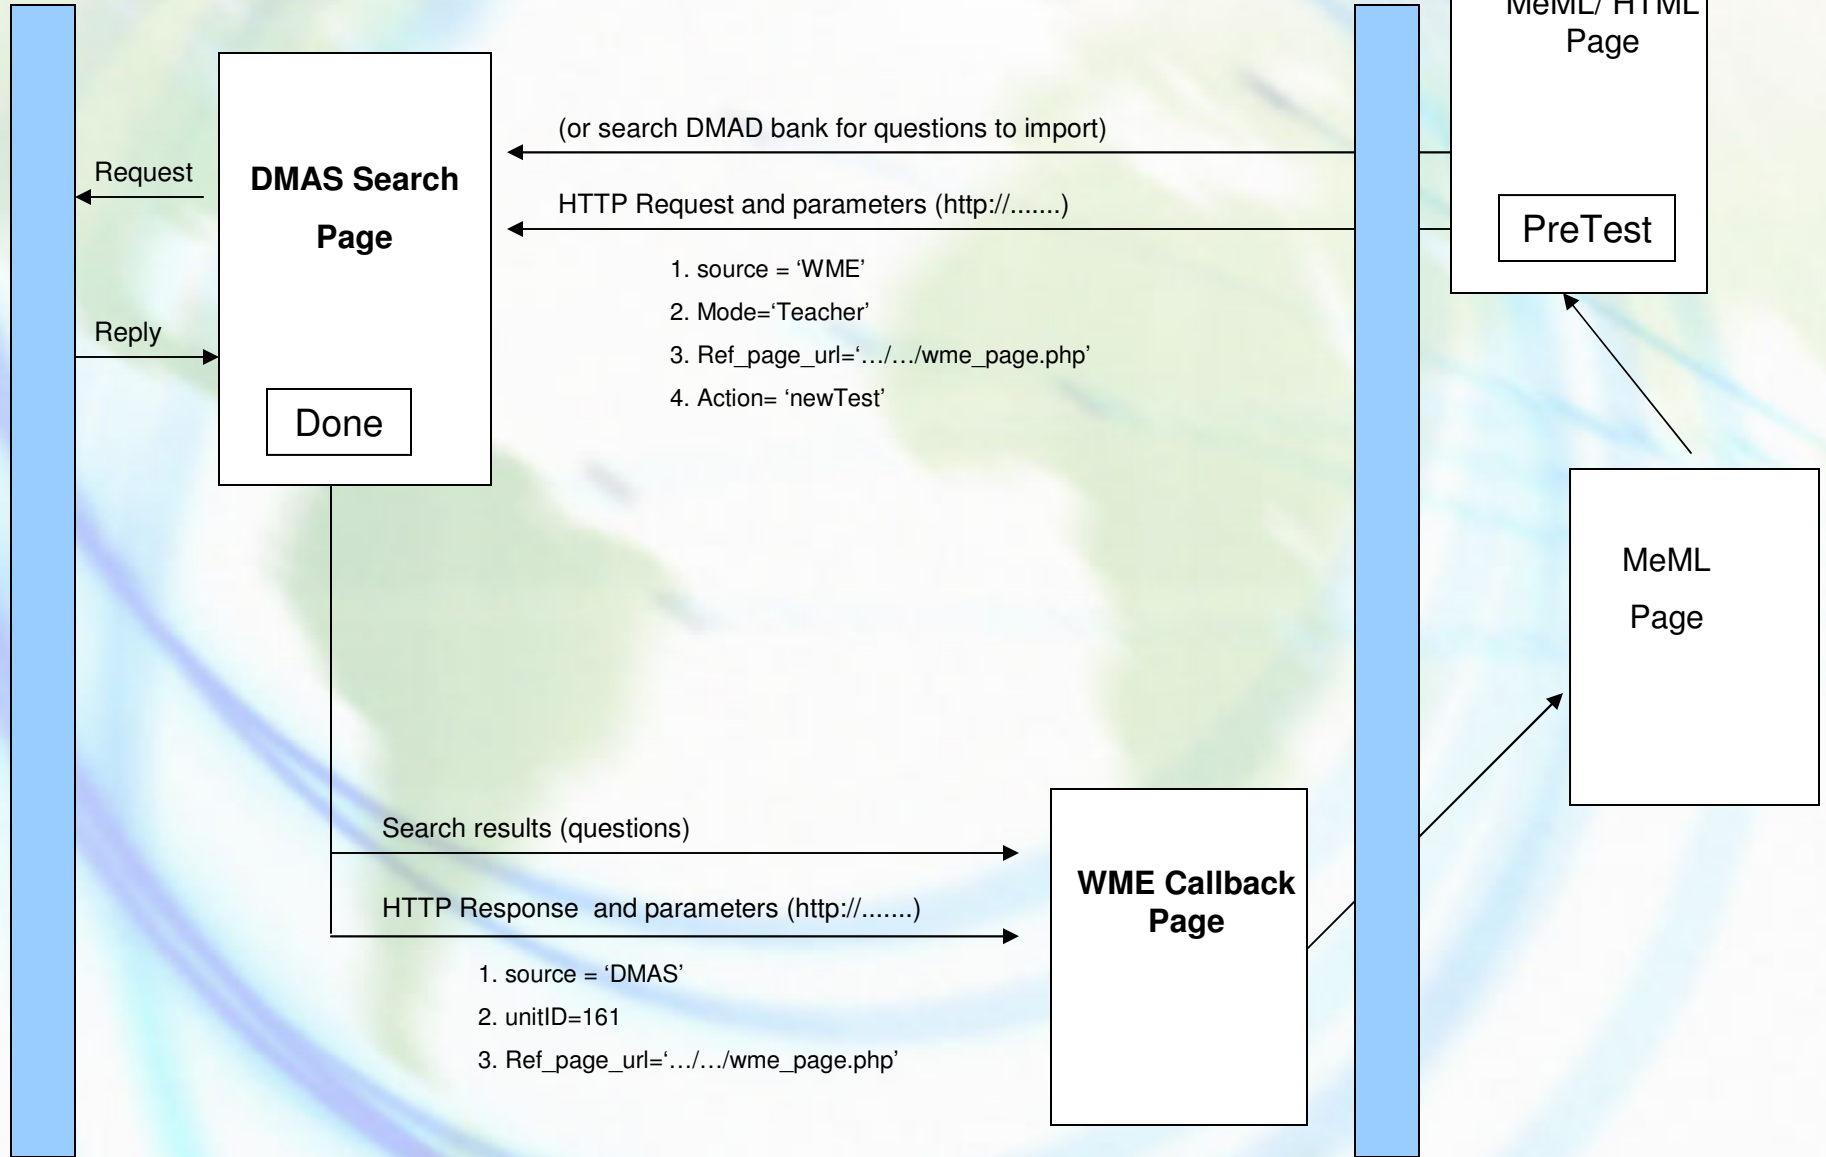 MeML/ HTML
Page
(or search DMAD bank for questions to import)
Request
DMAS Search
Page
HTTP Request and parameters (http://.......)
PreTest
1. source = ‘WME’
2. Mode=‘Teacher’
3. Ref_page_url=‘…/…/wme_page.php’
4. Action= ‘newTest’
Reply
Done
MeML
Page
Search results (questions)
WME Callback
Page
HTTP Response  and parameters (http://.......)
1. source = ‘DMAS’
2. unitID=161
3. Ref_page_url=‘…/…/wme_page.php’